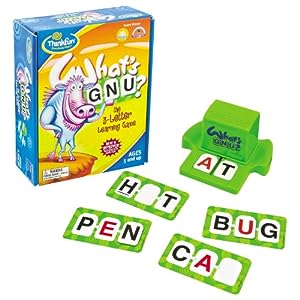 ThinkFun
What's
GNU?
The
3-Letter
Learning Game
AGES
5 and up
What's
GNU?
AT
H T
PEN
BUG
CA